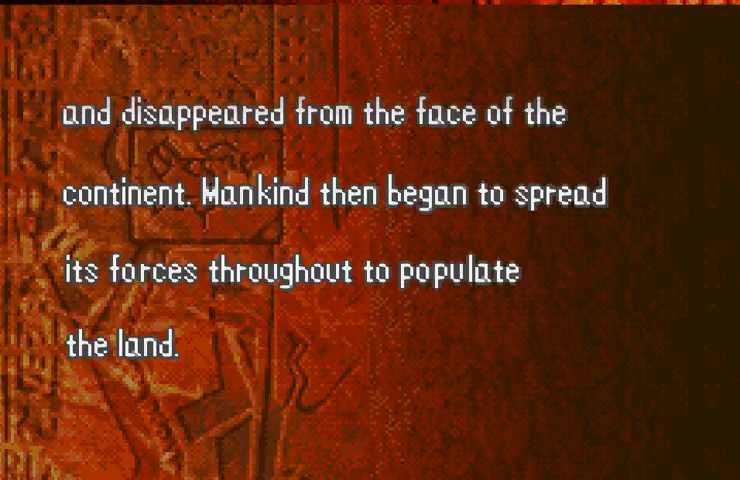 and disappeared from the face of the
continent. Mankind then began to spread
its forces throughout to populate
the land.